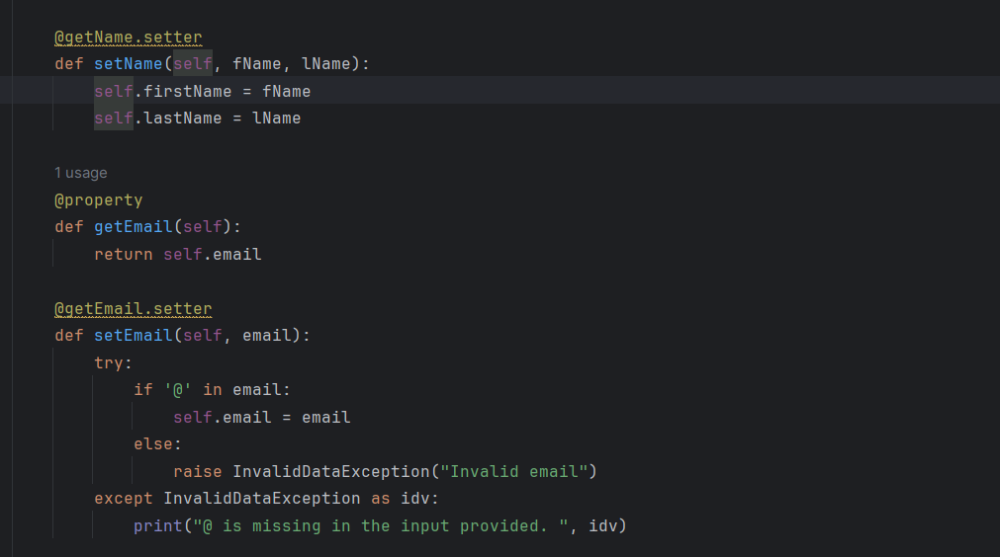 @getName.setter
def setName(self, fName, lName):
    self.firstName = fName
    self.lastName = lName
1 usage
@property
def getEmail(self):
    return self.email
@getEmail.setter
def setEmail(self, email):
    try:
        if '@' in email:
            self.email = email
        else:
            raise InvalidDataException("Invalid email")
    except InvalidDataException as idv:
        print("@ is missing in the input provided. ", idv)